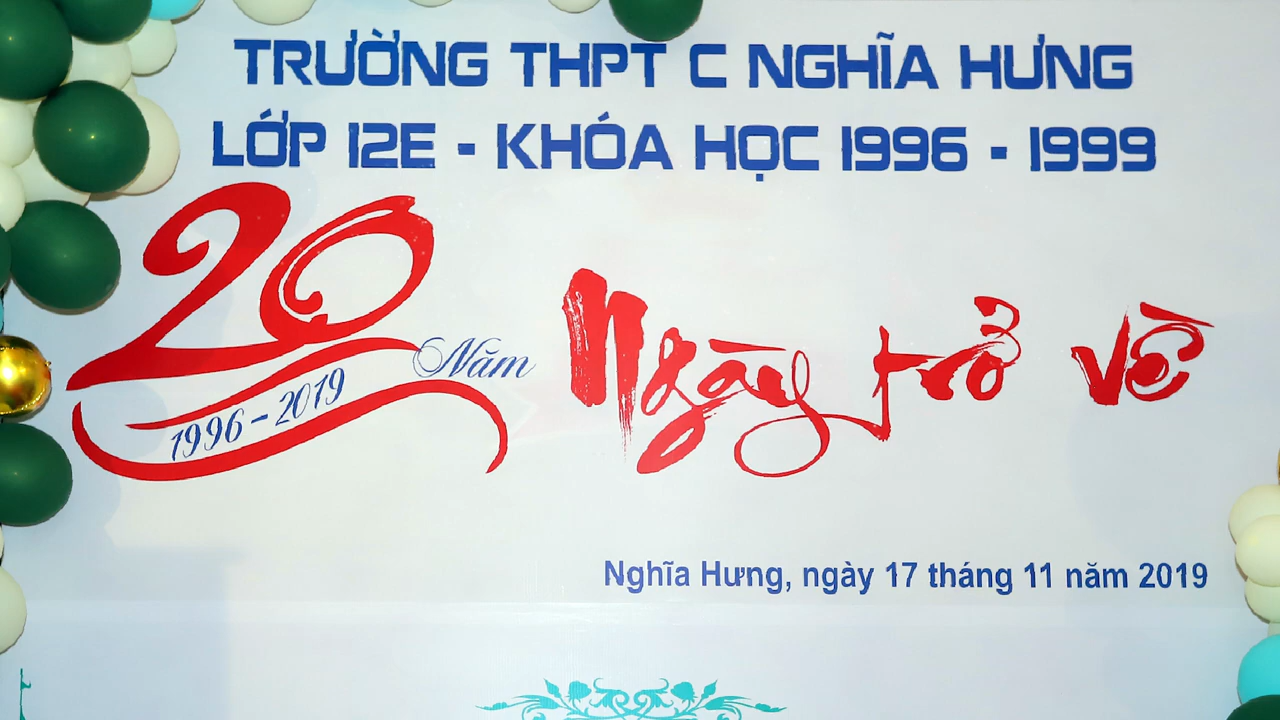 TRƯỜNG THPT C NGHĨA HƯNG
LỚP 12E - KHÓA HỌC 1996 - 1999
20 Năm
1996 - 2019
Ngày trở về
Nghĩa Hưng, ngày 17 tháng 11 năm 2019